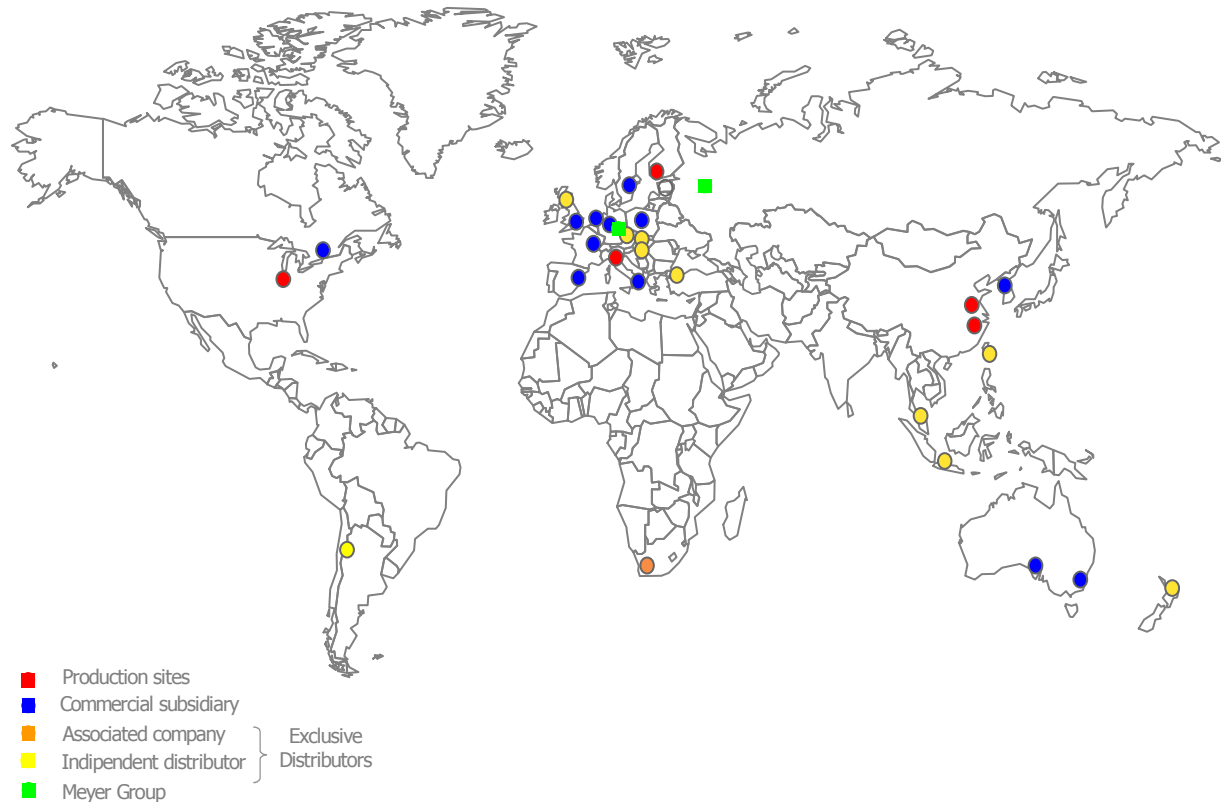 Production sites
Commercial subsidiary
Associated company
Exclusive
Indipendent distributor
Distributors
Meyer Group